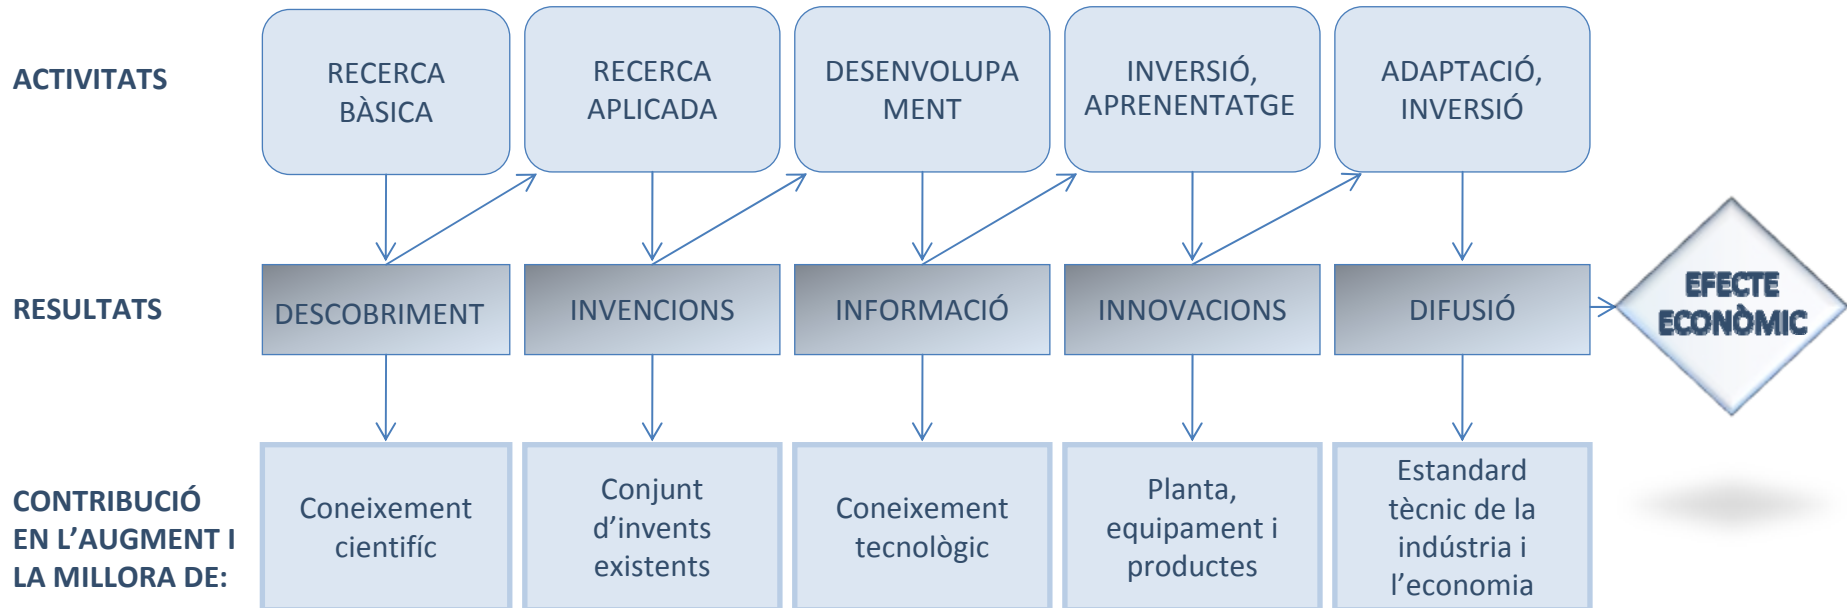 ACTIVITATS
RECERCA
BÀSICA
RECERCA
APLICADA
DESENVOLUPA
MENT
INVERSIÓ,
APRENENTATGE
ADAPTACIÓ,
INVERSIÓ
RESULTATS
DESCOBRIMENT
INVENCIONS
INFORMACIÓ
INNOVACIONS
DIFUSIÓ
EFECTE
ECONÒMIC
CONTRIBUCIÓ
EN L’AUGMENT I
LA MILLORA DE:
Coneixement
cientifíc
Conjunt
d’invents
existents
Coneixement
tecnològic
Planta,
equipament i
productes
Estandard
tècnic de la
indústria i
l’economia